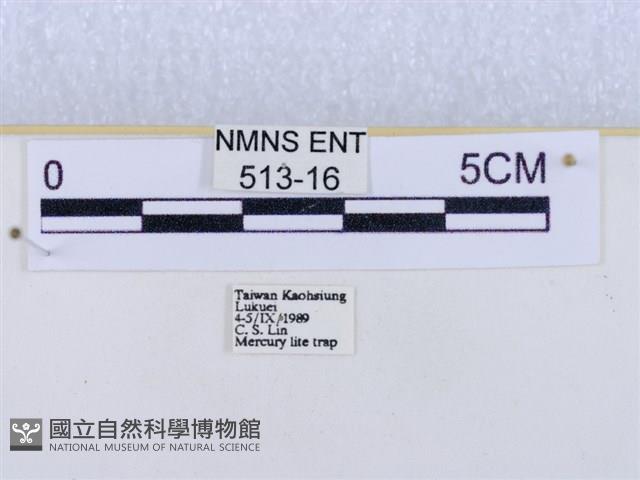 NMNS ENT
513-16
0 5CM
Taiwan Kaohsiung
Lukuei
4-5/IX/1989
C. S. Lin
Mercury lite trap
國立自然科學博物館
NATIONAL MUSEUM OF NATURAL SCIENCE